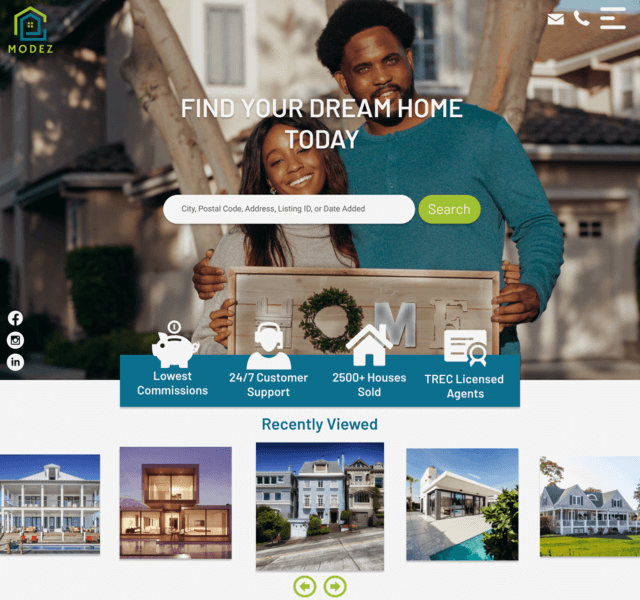 MODEZ
FIND YOUR DREAM HOME
TODAY
City, Postal Code, Address, Listing ID, or Date Added
Search
HOME
Lowest
Commissions
24/7 Customer
Support
2500+ Houses
Sold
TREC Licensed
Agents
Recently Viewed